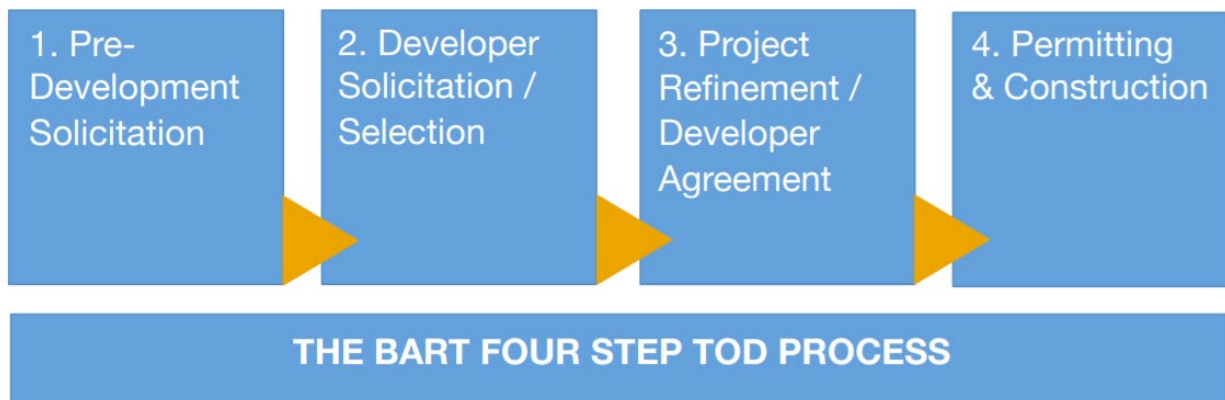 1. Pre-
Development
Solicitation
2. Developer
Solicitation /
Selection
3. Project
Refinement /
Developer
Agreement
4. Permitting
& Construction
THE BART FOUR STEP TOD PROCESS